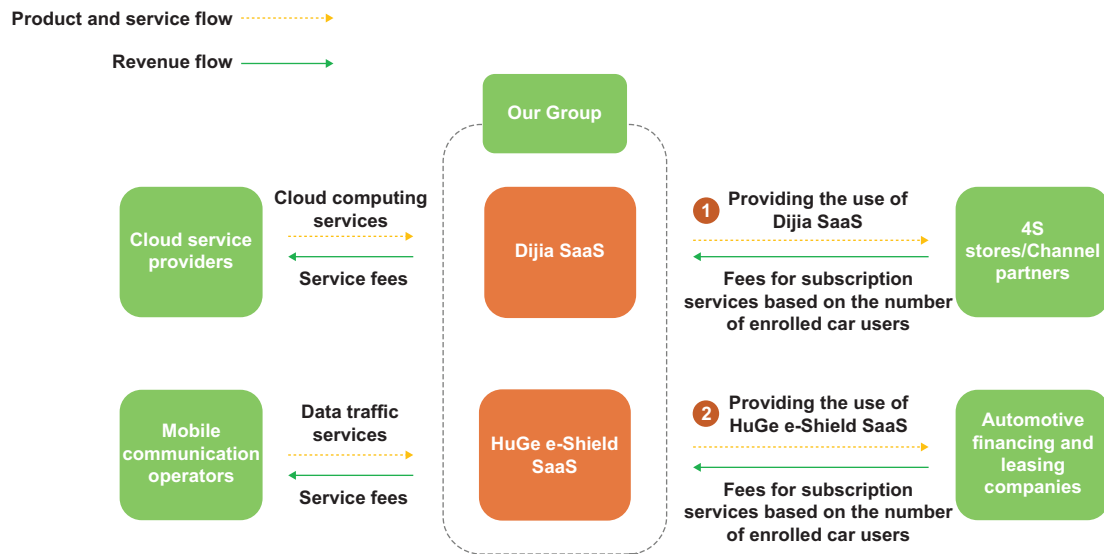 Product and service flow
Revenue flow
Our Group
Cloud service
providers
Cloud computing
services
Service fees
Dijia SaaS
1
Providing the use of
Dijia SaaS
Fees for subscription
services based on the number
of enrolled car users
4S
stores/Channel
partners
Mobile
communication
operators
Data traffic
services
Service fees
HuGe e-Shield
SaaS
2
Providing the use of
HuGe e-Shield SaaS
Fees for subscription
services based on the number
of enrolled car users
Automotive
financing and
leasing
companies